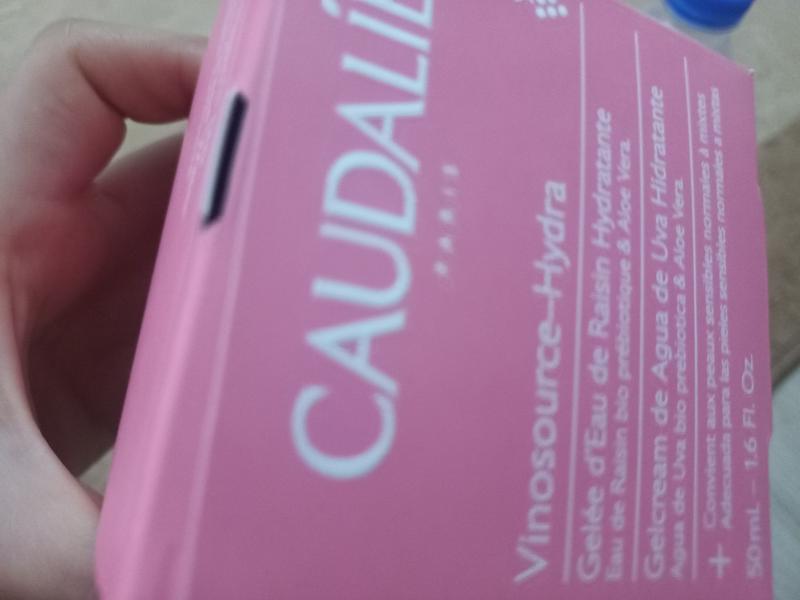 CAUDALÍE
PARIS
Vinosource-Hydra
Gelée d'Eau de Raisin Hydratante
Eau de Raisin bio prébiotique & Aloe Vera.
Gelcream de Agua de Uva Hidratante
Agua de Uva bio prebiotica & Aloe Vera.
+ Convient aux peaux sensibles normales à mixtes
Adecuada para las pieles sensibles normales a mixtas
50 mL – 1.6 Fl. Oz.